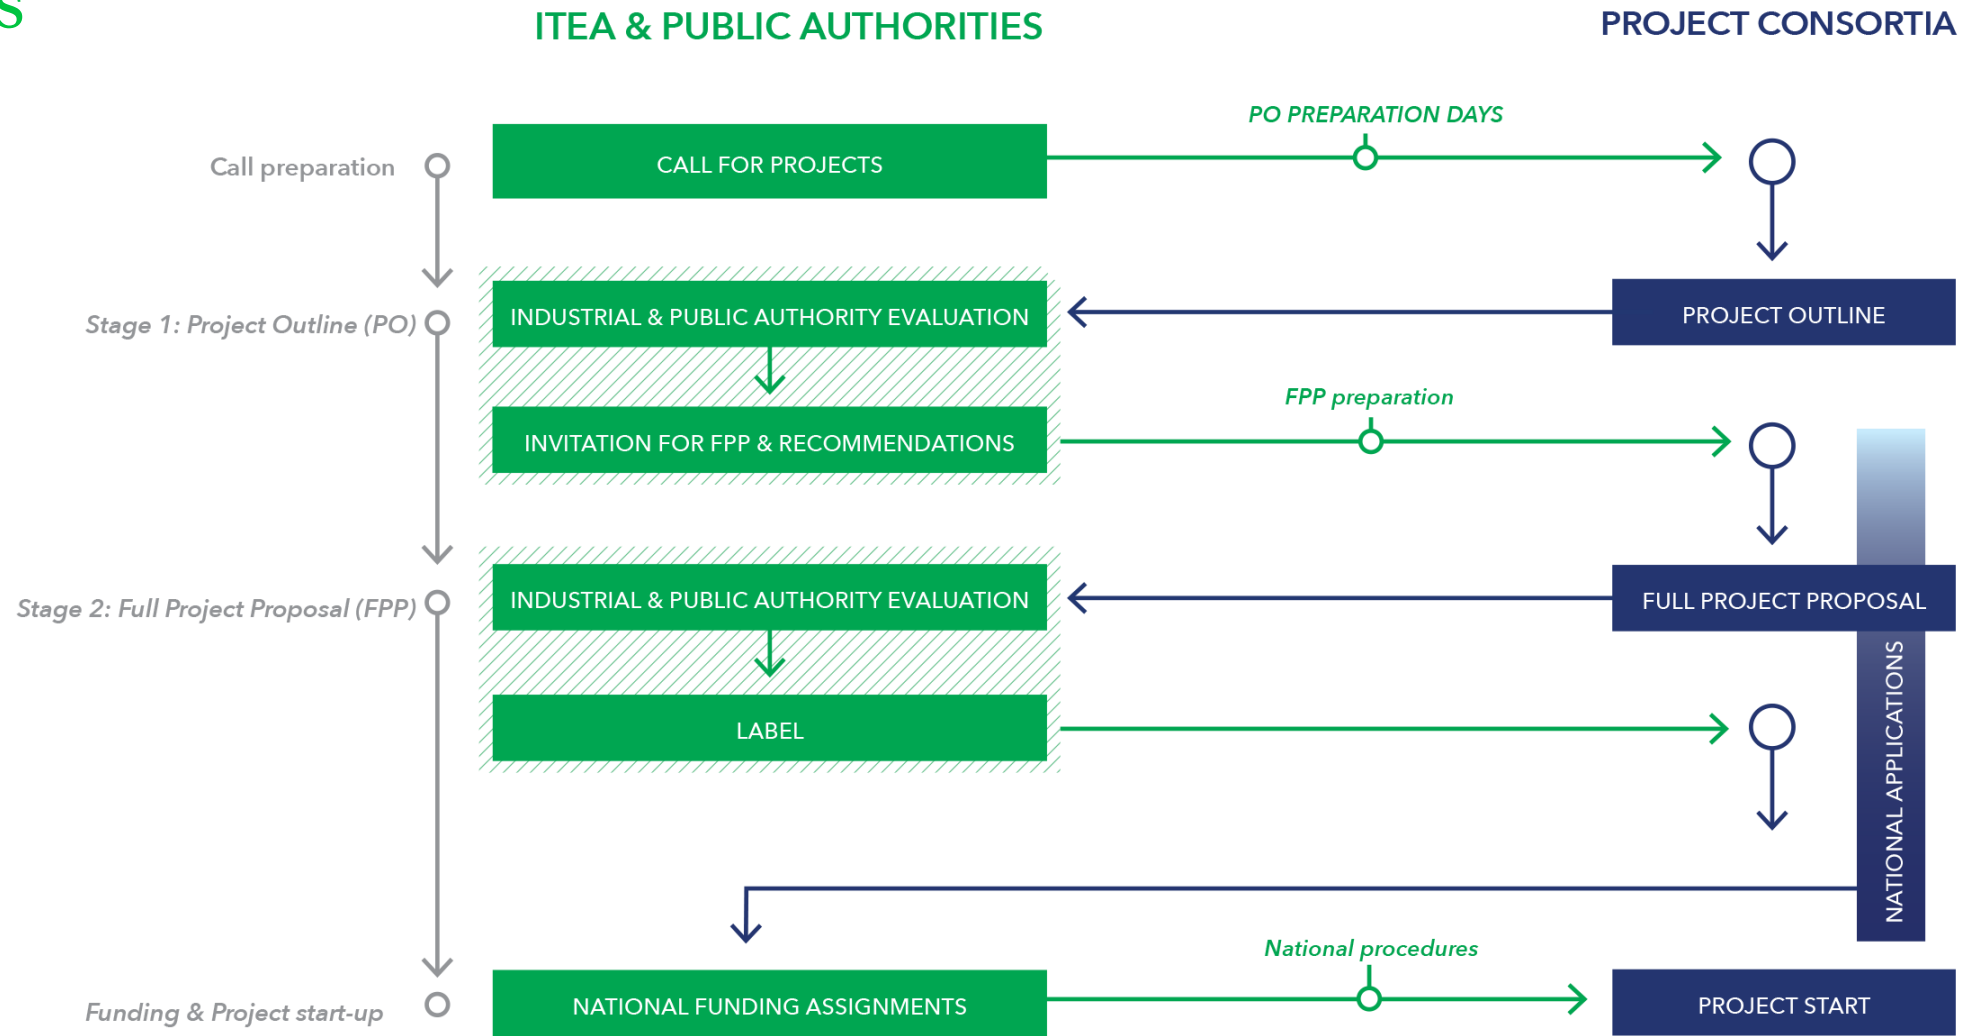 S
ITEA & PUBLIC AUTHORITIES
PROJECT CONSORTIA
PO PREPARATION DAYS
Call preparation
CALL FOR PROJECTS
Stage 1: Project Outline (PO)
INDUSTRIAL & PUBLIC AUTHORITY EVALUATION
PROJECT OUTLINE
FPP preparation
INVITATION FOR FPP & RECOMMENDATIONS
Stage 2: Full Project Proposal (FPP)
INDUSTRIAL & PUBLIC AUTHORITY EVALUATION
FULL PROJECT PROPOSAL
LABEL
NATIONAL APPLICATIONS
National procedures
Funding & Project start-up
NATIONAL FUNDING ASSIGNMENTS
PROJECT START